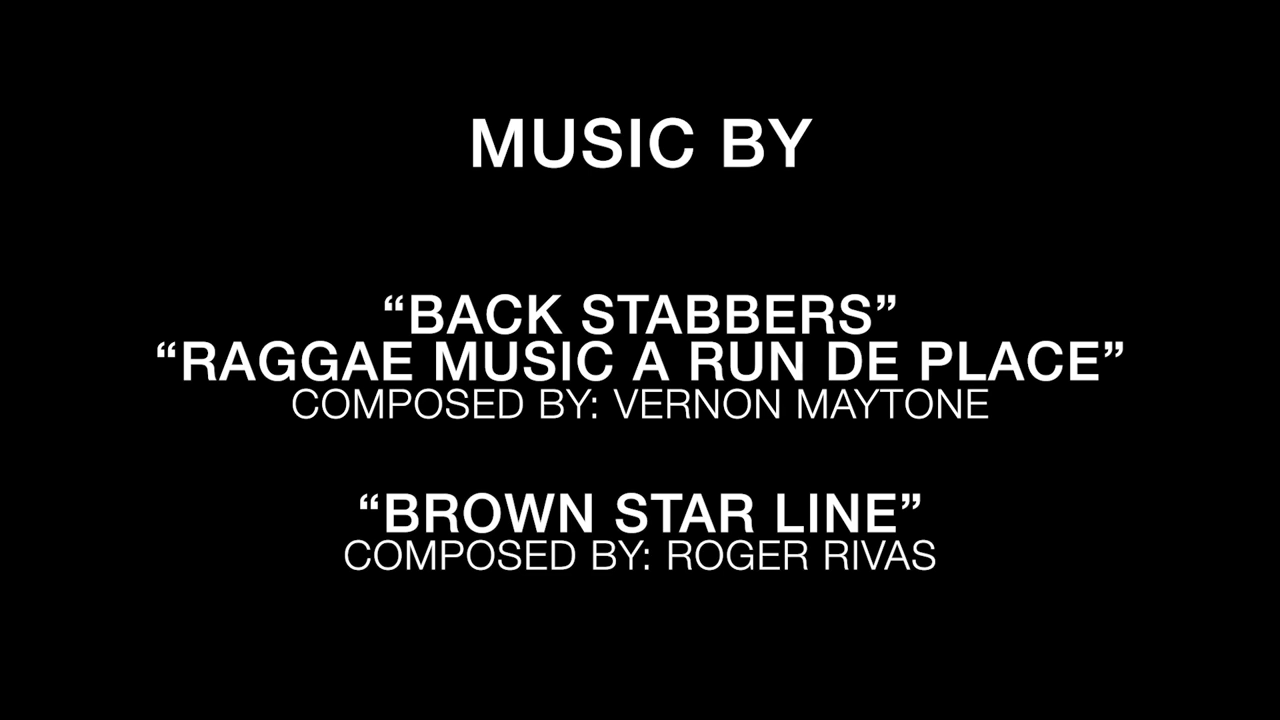 MUSIC BY
“BACK STABBERS”
“RAGGAE MUSIC A RUN DE PLACE”
COMPOSED BY: VERNON MAYTONE
“BROWN STAR LINE”
COMPOSED BY: ROGER RIVAS